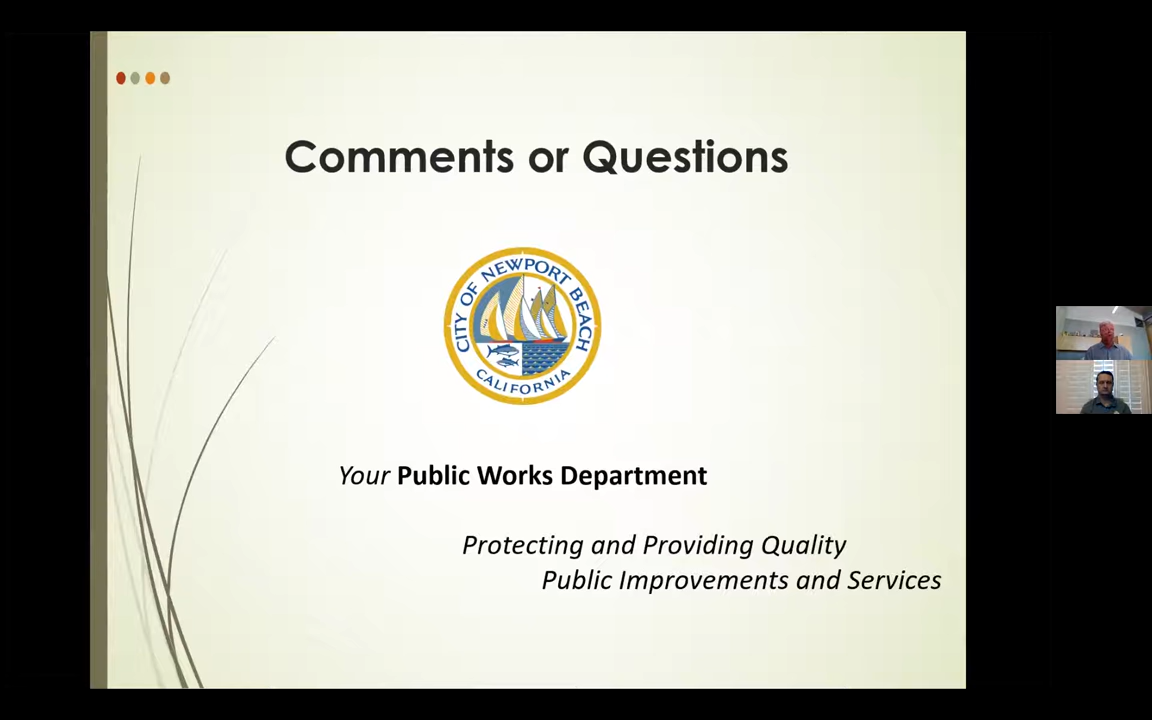 Comments or Questions
CITY OF NEWPORT BEACH
CALIFORNIA
Your Public Works Department
Protecting and Providing Quality
Public Improvements and Services